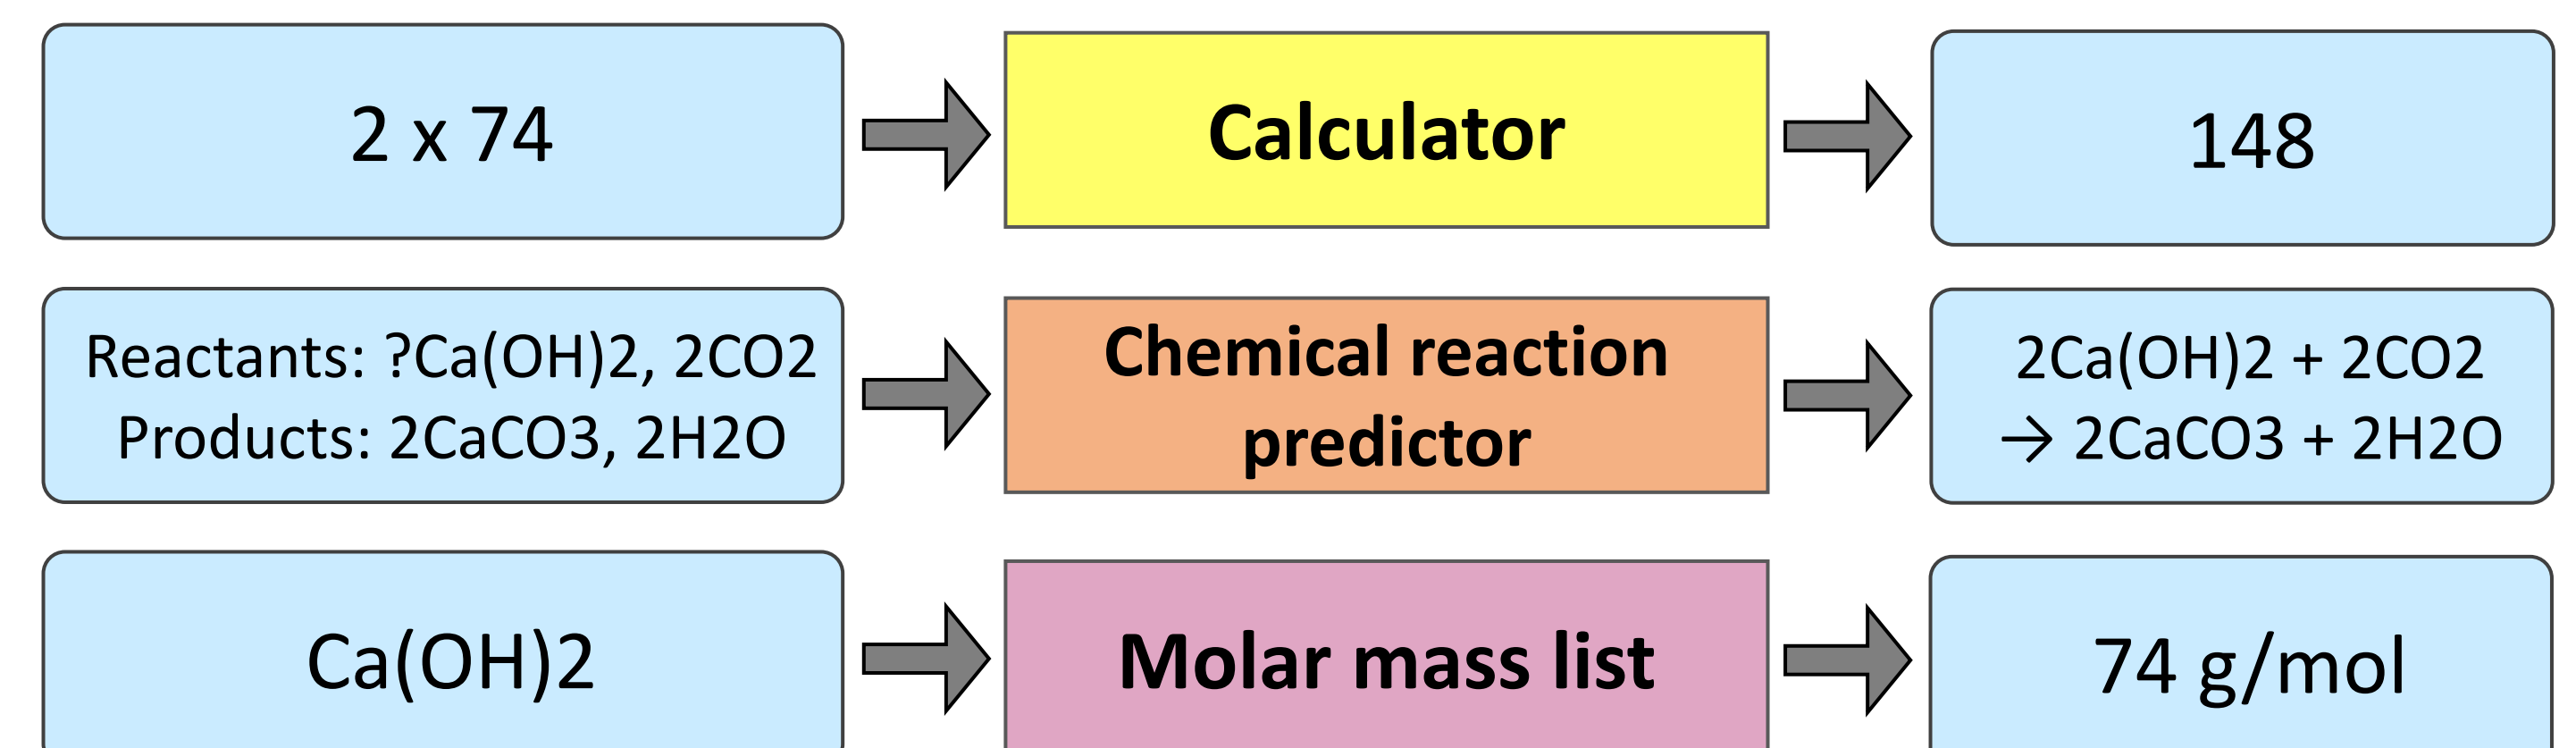 2 x 74
Calculator
148
Reactants: ?Ca(OH)2, 2CO2
Products: 2CaCO3, 2H2O
Chemical reaction
predictor
2Ca(OH)2 + 2CO2
→ 2CaCO3 + 2H2O
Ca(OH)2
Molar mass list
74 g/mol